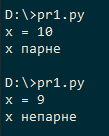 D:\>pr1.py
x = 10
x парне
D:\>pr1.py
x = 9
x непарне